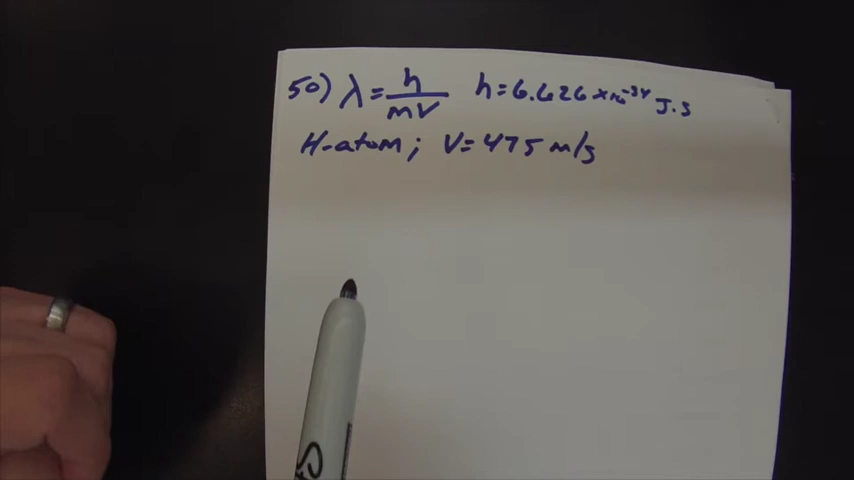 50) λ = h/mv h = 6.626 x 10⁻³⁴ J·s
H-atom; V = 475 m/s